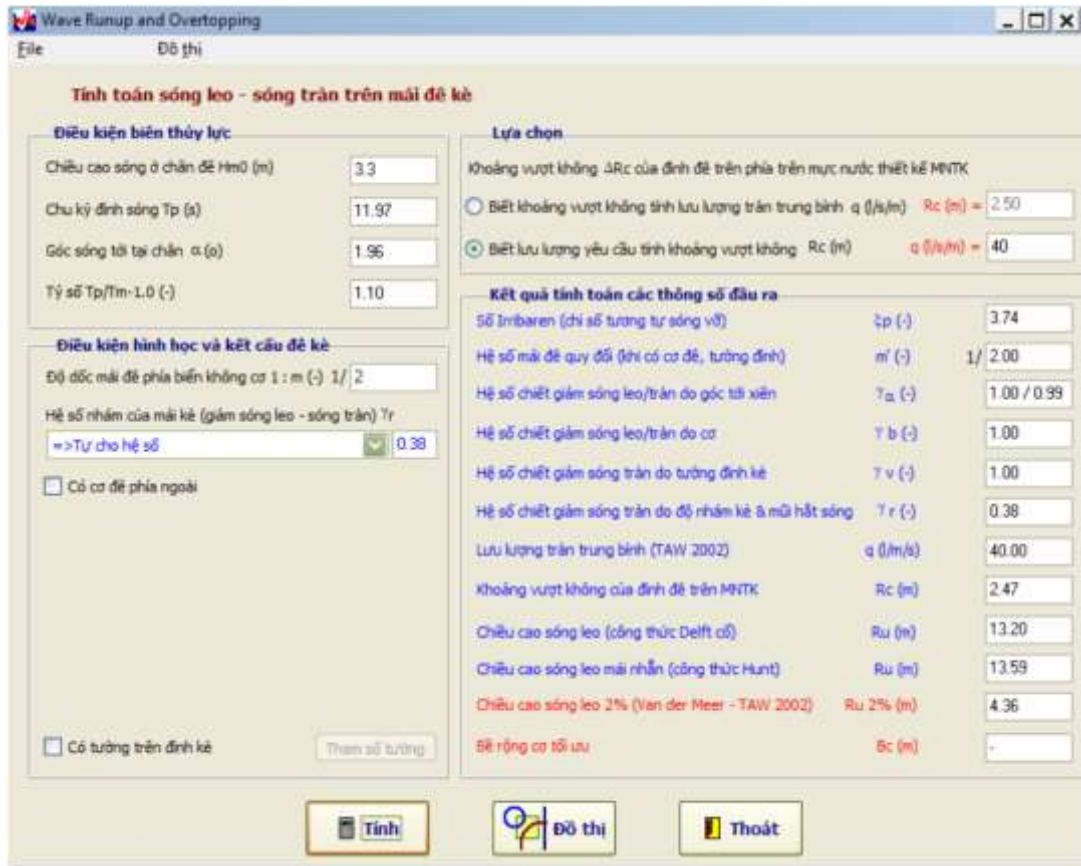 Wave Runup and Overtopping
File Đồ thị
Tính toán sóng leo - sóng tràn trên mái đê kè
Điều kiện biên thủy lực
Chiều cao sóng ở chân đê Hm0 (m) 3.3
Chu kỳ đỉnh sóng Tp (s) 11.97
Góc sóng tới tại chân α (o) 1.96
Tỷ số Tp/Tm-1.0 (-) 1.10
Điều kiện hình học và kết cấu đê kè
Độ dốc mái đê phía biển không cơ 1 : m (-) 1/ 2
Hệ số nhám của mái kè (giảm sóng leo - sóng tràn) γr
=>Tự cho hệ số 0.38
Có cơ đê phía ngoài
Có tường trên đỉnh kè Tham số tường
Lựa chọn
Khoảng vượt không ΔRc của đỉnh đê trên phía trên mực nước thiết kế MNTK
Biết khoảng vượt không tính lưu lượng tràn trung bình q (l/s/m) Rc (m) = 2.50
Biết lưu lượng yêu cầu tính khoảng vượt không Rc (m) q (l/s/m) = 40
Kết quả tính toán các thông số đầu ra
Số Irribaren (chỉ số tương tự sóng vỡ) ξp (-) 3.74
Hệ số mái đê quy đổi (khi có cơ đê, tường đỉnh) m' (-) 1/ 2.00
Hệ số chiết giảm sóng leo/tràn do góc tới xiên γα (-) 1.00 / 0.99
Hệ số chiết giảm sóng leo/tràn do cơ γ b (-) 1.00
Hệ số chiết giảm sóng tràn do tường đỉnh kè γ v (-) 1.00
Hệ số chiết giảm sóng tràn do độ nhám kè & mũi hắt sóng γ r (-) 0.38
Lưu lượng tràn trung bình (TAW 2002) q (l/m/s) 40.00
Khoảng vượt không của đỉnh đê trên MNTK Rc (m) 2.47
Chiều cao sóng leo (công thức Delft cổ) Ru (m) 13.20
Chiều cao sóng leo mái nhẵn (công thức Hunt) Ru (m) 13.59
Chiều cao sóng leo 2% (Van der Meer - TAW 2002) Ru 2% (m) 4.36
Bề rộng cơ tối ưu Bc (m) -
Tính Đồ thị Thoát